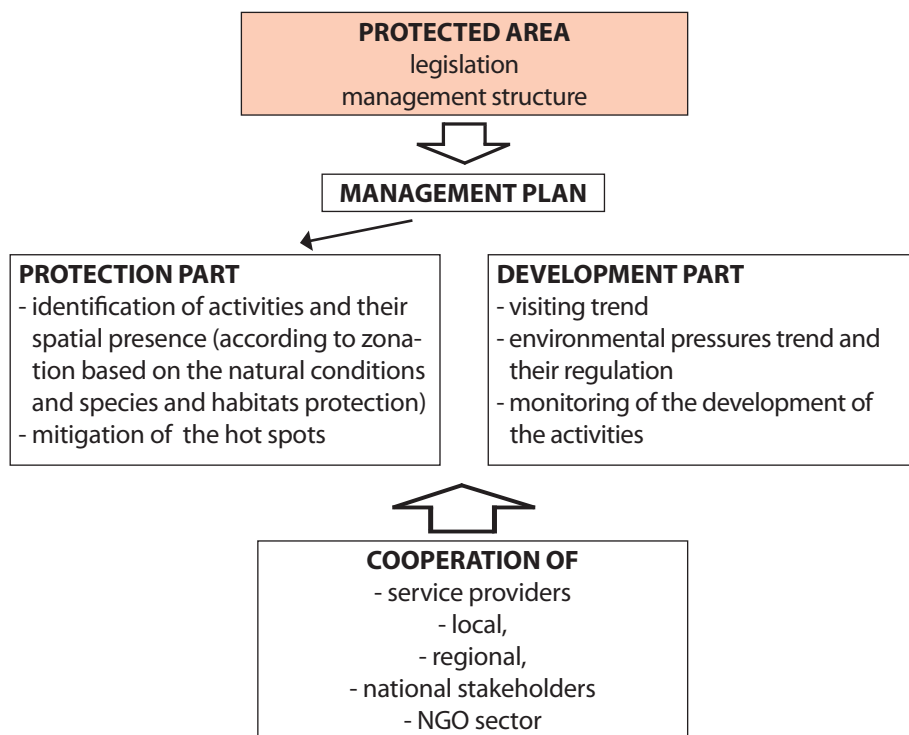 PROTECTED AREA
legislation
management structure
MANAGEMENT PLAN
PROTECTION PART
- identification of activities and their
spatial presence (according to zona-
tion based on the natural conditions
and species and habitats protection)
- mitigation of the hot spots
DEVELOPMENT PART
- visiting trend
- environmental pressures trend and
their regulation
- monitoring of the development of
the activities
COOPERATION OF
- service providers
- local,
- regional,
- national stakeholders
- NGO sector